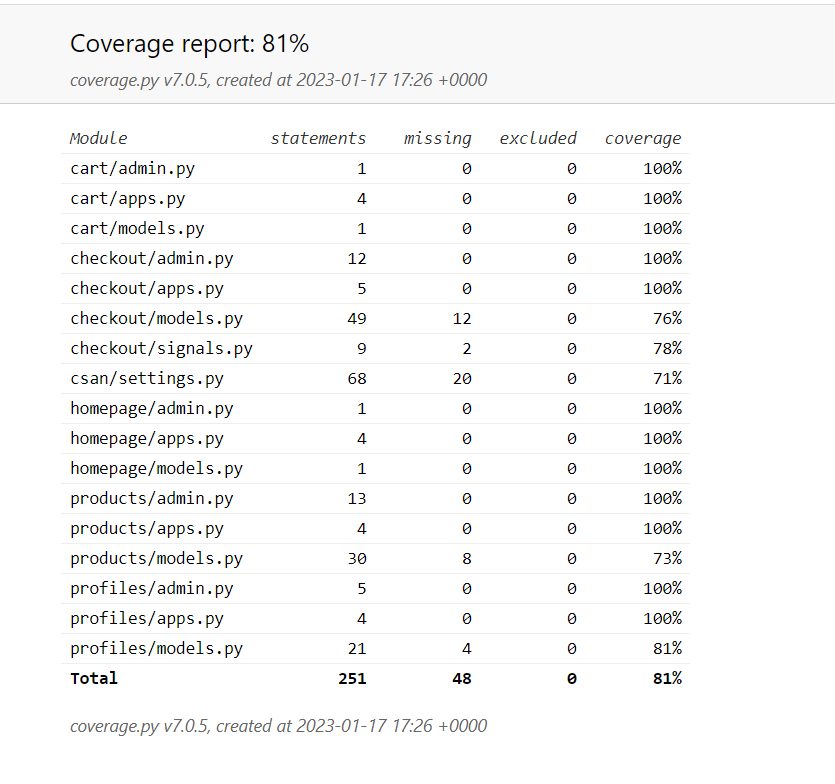 Coverage report: 81%
coverage.py v7.0.5, created at 2023-01-17 17:26 +0000
Module statements missing excluded coverage
cart/admin.py 1 0 0 100%
cart/apps.py 4 0 0 100%
cart/models.py 1 0 0 100%
checkout/admin.py 12 0 0 100%
checkout/apps.py 5 0 0 100%
checkout/models.py 49 12 0 76%
checkout/signals.py 9 2 0 78%
csan/settings.py 68 20 0 71%
homepage/admin.py 1 0 0 100%
homepage/apps.py 4 0 0 100%
homepage/models.py 1 0 0 100%
products/admin.py 13 0 0 100%
products/apps.py 4 0 0 100%
products/models.py 30 8 0 73%
profiles/admin.py 5 0 0 100%
profiles/apps.py 4 0 0 100%
profiles/models.py 21 4 0 81%
Total 251 48 0 81%
coverage.py v7.0.5, created at 2023-01-17 17:26 +0000